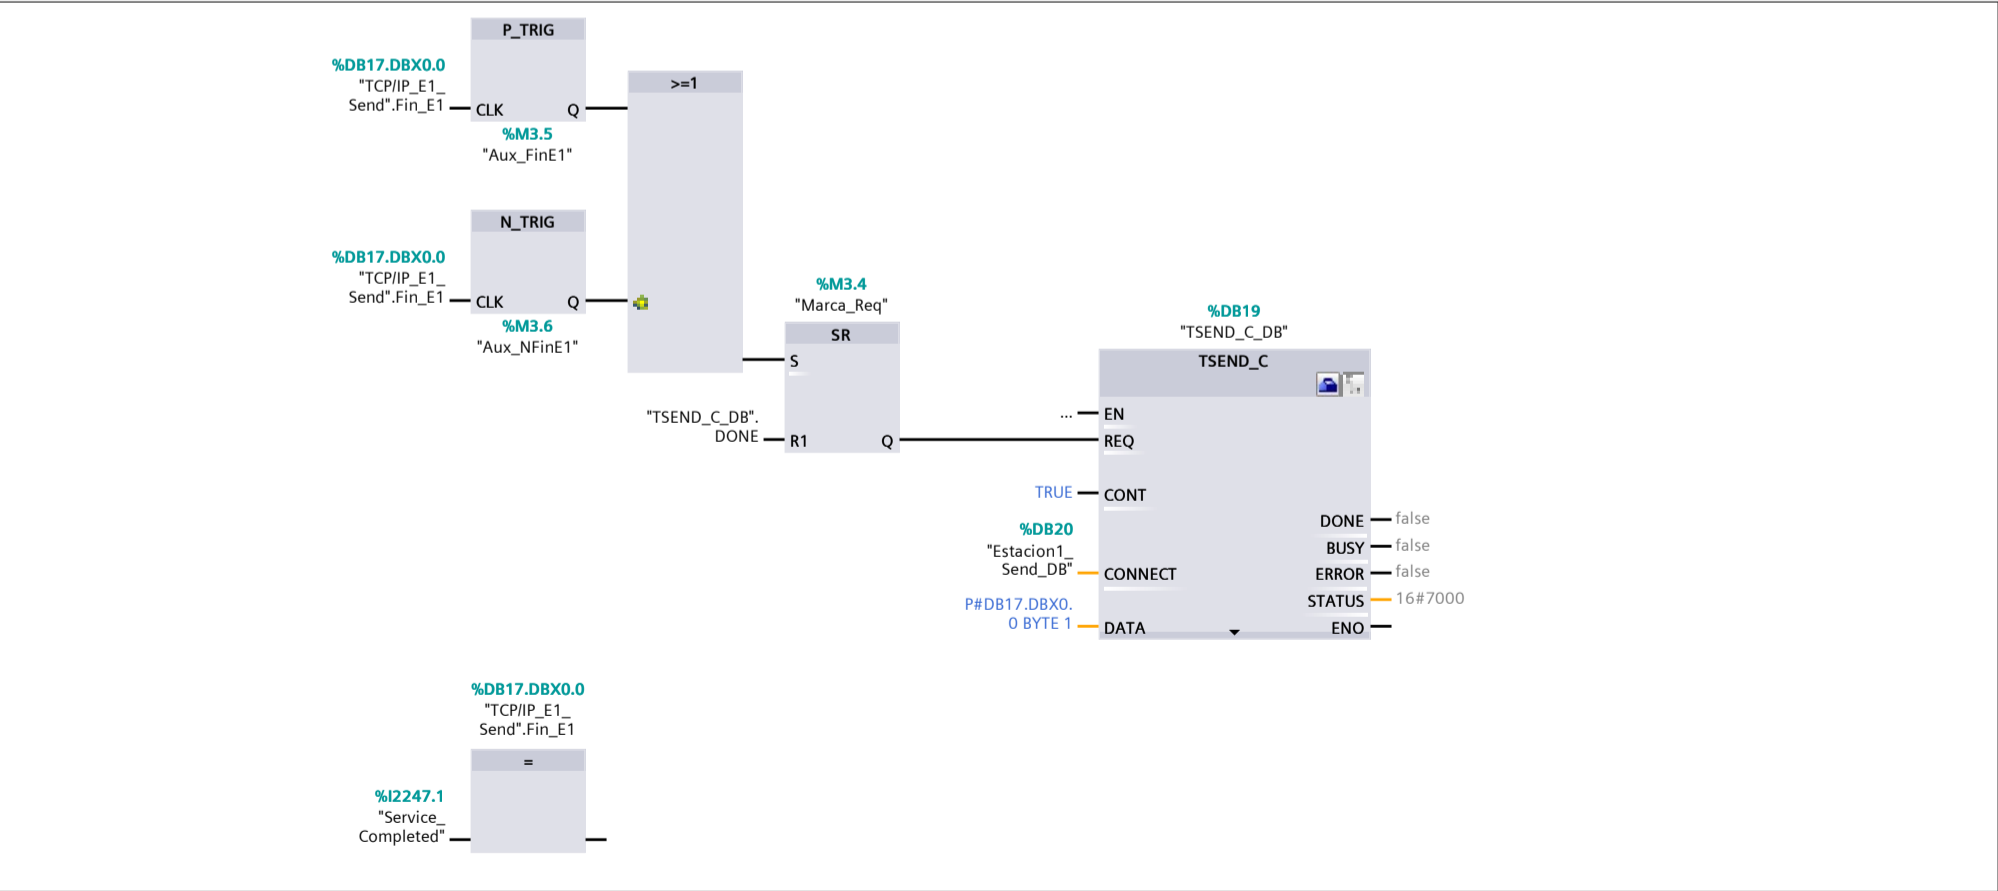 P_TRIG
%DB17.DBX0.0
"TCP/IP_E1_
Send".Fin_E1
CLK
Q
%M3.5
"Aux_FinE1"
>=1
N_TRIG
%DB17.DBX0.0
"TCP/IP_E1_
Send".Fin_E1
CLK
Q
%M3.6
"Aux_NFinE1"
%M3.4
"Marca_Req"
SR
S
"TSEND_C_DB".
DONE
R1
Q
%DB19
"TSEND_C_DB"
TSEND_C
...
EN
REQ
TRUE
CONT
%DB20
"Estacion1_
Send_DB"
CONNECT
P#DB17.DBX0.
0 BYTE 1
DATA
DONE
false
BUSY
false
ERROR
false
STATUS
16#7000
ENO
%DB17.DBX0.0
"TCP/IP_E1_
Send".Fin_E1
=
%I2247.1
"Service_
Completed"